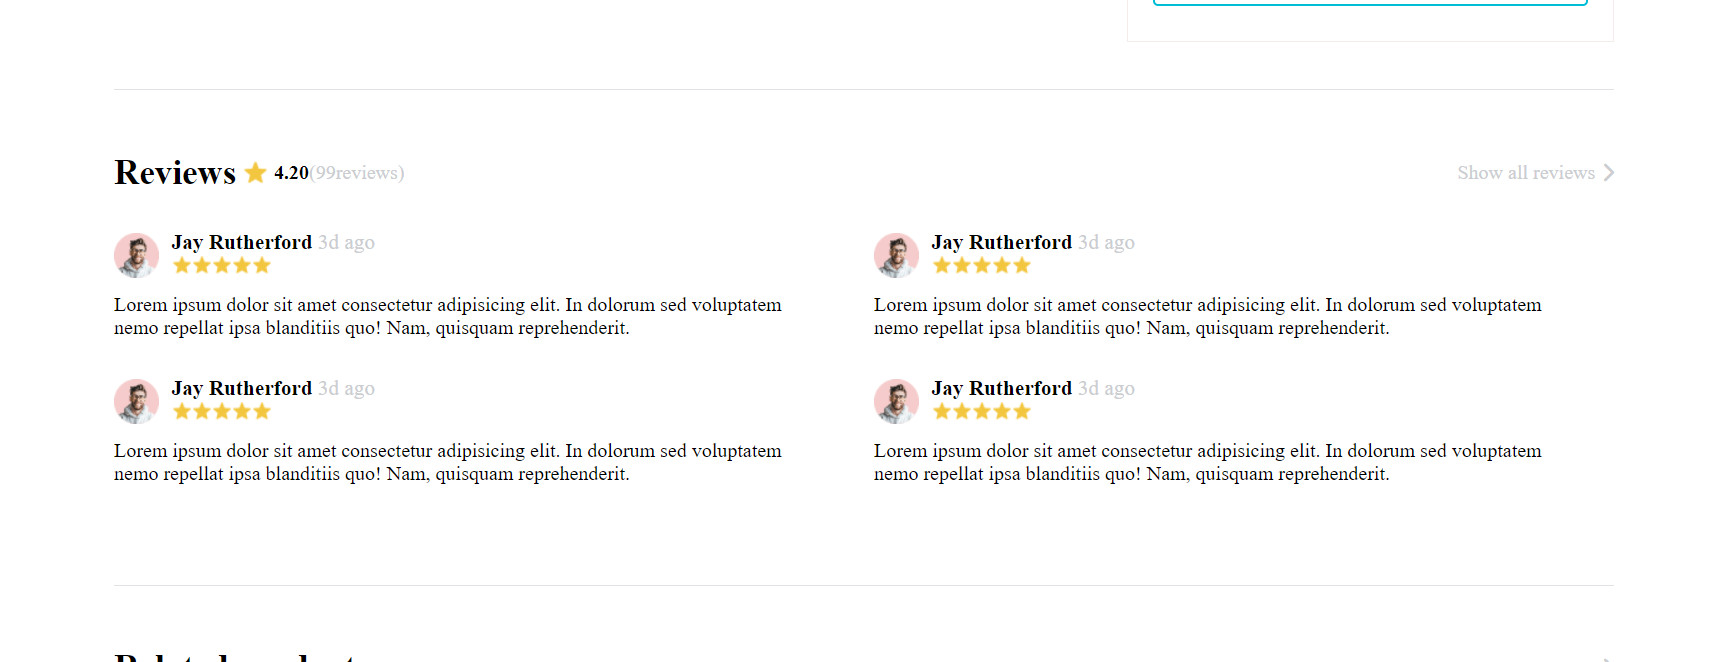 Reviews 4.20(99reviews)
Show all reviews
Jay Rutherford 3d ago
Lorem ipsum dolor sit amet consectetur adipisicing elit. In dolorum sed voluptatem
nemo repellat ipsa blanditiis quo! Nam, quisquam reprehenderit.
Jay Rutherford 3d ago
Lorem ipsum dolor sit amet consectetur adipisicing elit. In dolorum sed voluptatem
nemo repellat ipsa blanditiis quo! Nam, quisquam reprehenderit.
Jay Rutherford 3d ago
Lorem ipsum dolor sit amet consectetur adipisicing elit. In dolorum sed voluptatem
nemo repellat ipsa blanditiis quo! Nam, quisquam reprehenderit.
Jay Rutherford 3d ago
Lorem ipsum dolor sit amet consectetur adipisicing elit. In dolorum sed voluptatem
nemo repellat ipsa blanditiis quo! Nam, quisquam reprehenderit.